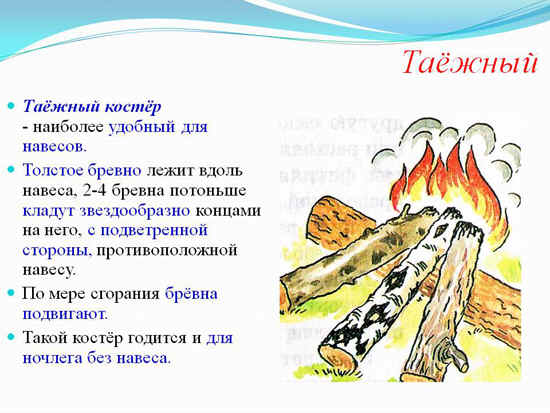 Таёжный
Таёжный костёр
- наиболее удобный для
навесов.
Толстое бревно лежит вдоль
навеса, 2-4 бревна потоньше
кладут звездообразно концами
на него, с подветренной
стороны, противоположной
навесу.
По мере сгорания брёвна
подвигают.
Такой костёр годится и для
ночлега без навеса.